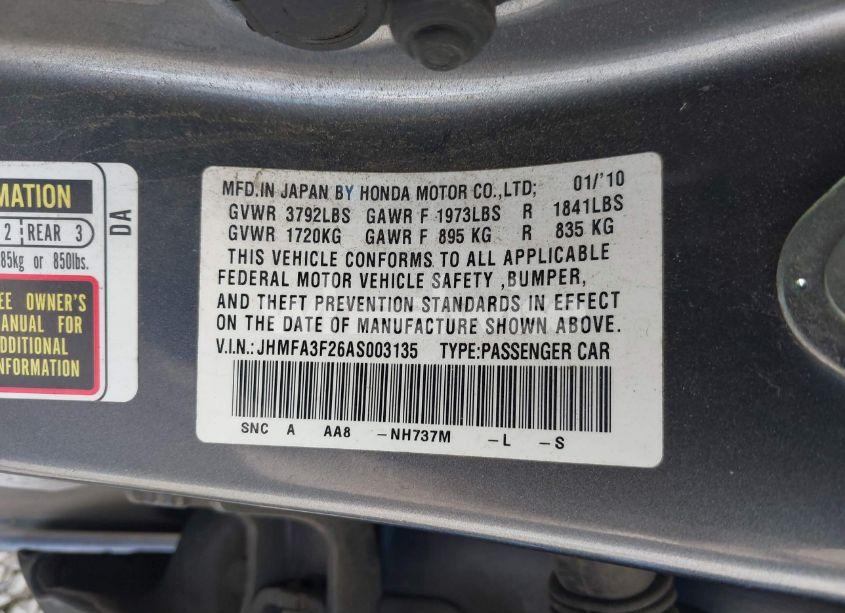 MATION
2 REAR 3
85kg or 850lbs.
EE OWNER'S
ANUAL FOR
DDITIONAL
NFORMATION
DA
MFD.IN JAPAN BY HONDA MOTOR CO.,LTD; 01/'10
GVWR 3792LBS GAWR F 1973LBS R 1841LBS
GVWR 1720KG GAWR F 895 KG R 835 KG
THIS VEHICLE CONFORMS TO ALL APPLICABLE
FEDERAL MOTOR VEHICLE SAFETY ,BUMPER,
AND THEFT PREVENTION STANDARDS IN EFFECT
ON THE DATE OF MANUFACTURE SHOWN ABOVE.
V.I.N.: JHMFA3F26AS003135 TYPE:PASSENGER CAR
SNC A AA8 -NH737M -L -S